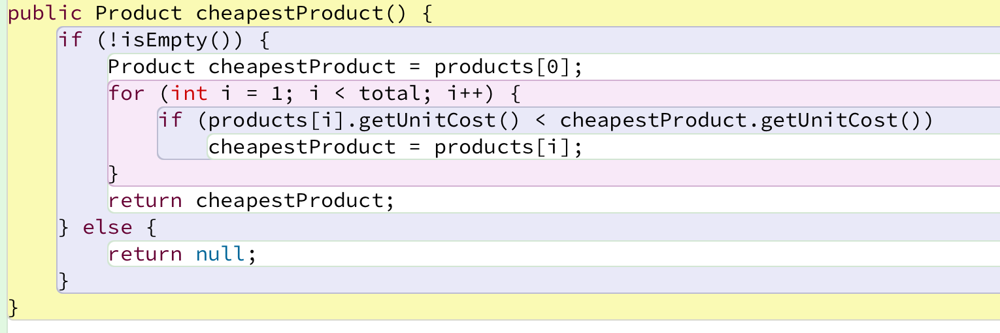 public Product cheapestProduct() {
    if (!isEmpty()) {
        Product cheapestProduct = products[0];
        for (int i = 1; i < total; i++) {
            if (products[i].getUnitCost() < cheapestProduct.getUnitCost())
                cheapestProduct = products[i];
        }
        return cheapestProduct;
    } else {
        return null;
    }
}